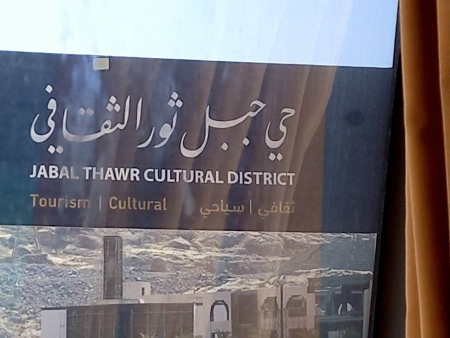 حي جبل ثور الثقافي
JABAL THAWR CULTURAL DISTRICT
Tourism | Cultural ثقافي | سياحي